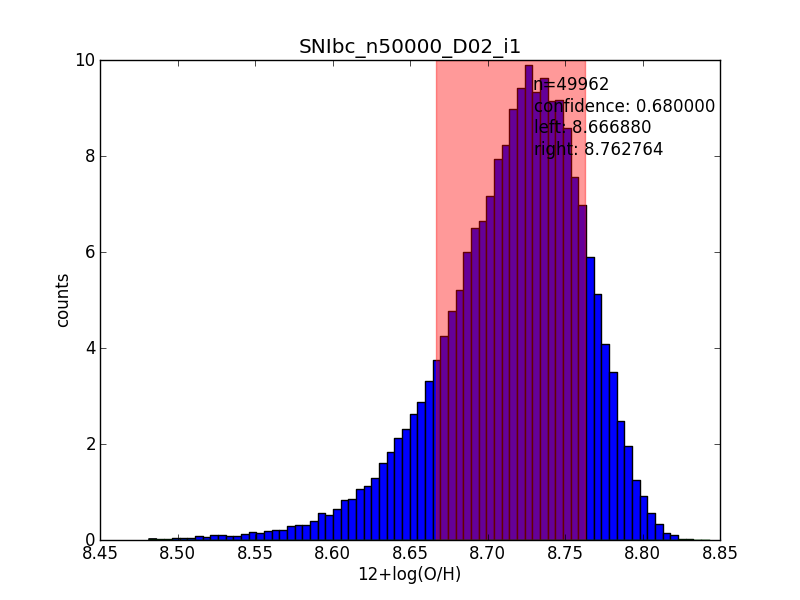 SNIbc_n50000_D02_i1
10
8
6
4
2
0
counts
n=49962
confidence: 0.680000
left: 8.666880
right: 8.762764
8.45 8.50 8.55 8.60 8.65 8.70 8.75 8.80 8.85
12+log(O/H)